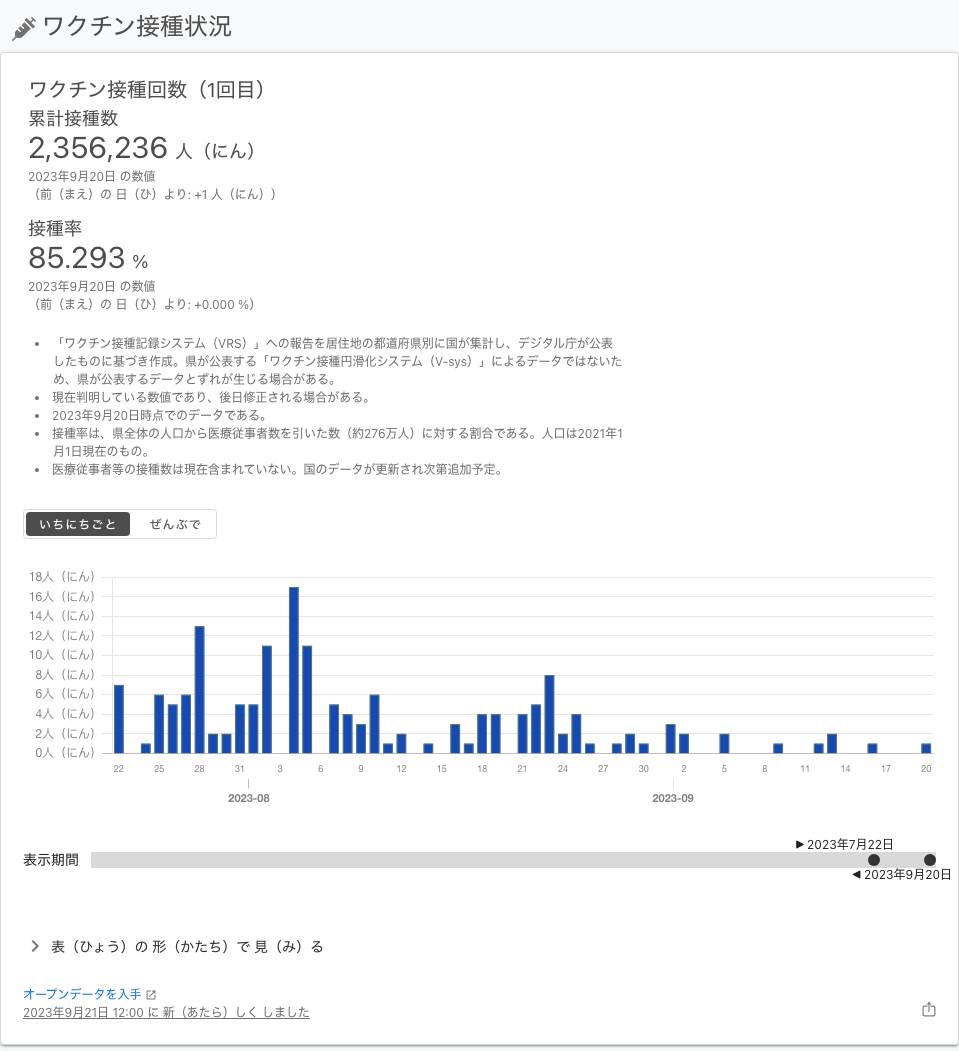 ワクチン接種状況
ワクチン接種回数（1回目）
累計接種数
2,356,236 人（にん）
2023年9月20日 の数値
（前（まえ）の 日（ひ）より: +1 人（にん））
接種率
85.293 %
2023年9月20日 の数値
（前（まえ）の 日（ひ）より: +0.000 %）
• 「ワクチン接種記録システム（VRS）」への報告を居住地の都道府県別に国が集計し、デジタル庁が公表
したものに基づき作成。県が公表する「ワクチン接種円滑化システム（V-sys）」によるデータではないた
め、県が公表するデータとずれが生じる場合がある。
• 現在判明している数値であり、後日修正される場合がある。
• 2023年9月20日時点でのデータである。
• 接種率は、県全体の人口から医療従事者数を引いた数（約276万人）に対する割合である。人口は2021年1
月1日現在のもの。
• 医療従事者等の接種数は現在含まれていない。国のデータが更新され次第追加予定。
いちにちごと ぜんぶで
18人（にん）
16人（にん）
14人（にん）
12人（にん）
10人（にん）
8人（にん）
6人（にん）
4人（にん）
2人（にん）
0人（にん）
22 25 28 31 3 6 9 12 15 18 21 24 27 30 2 5 8 11 14 17 20
2023-08 2023-09
▶ 2023年7月22日
表示期間
◀ 2023年9月20日
表（ひょう）の 形（かたち）で 見（み）る
オープンデータを入手
2023年9月21日 12:00 に 新（あたら）しく しました